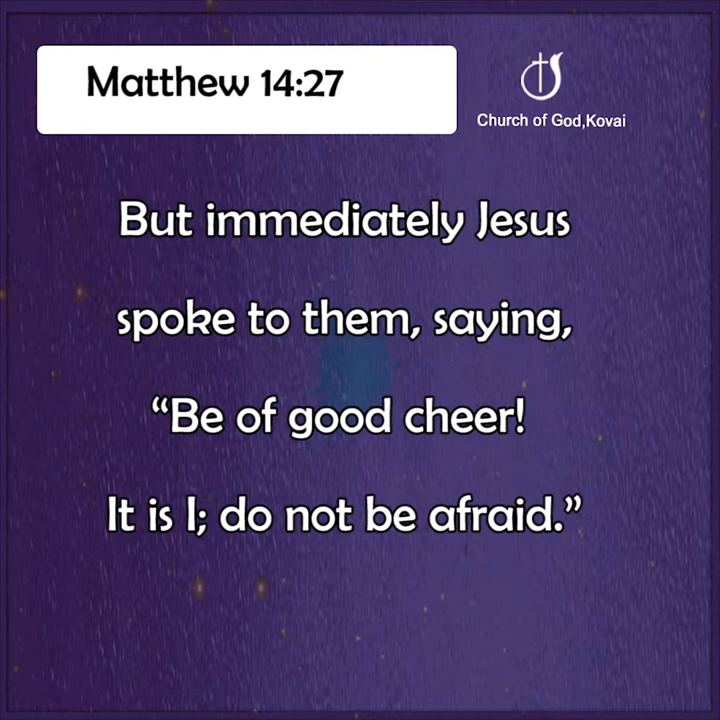 Matthew 14:27
Church of God,Kovai
But immediately Jesus
spoke to them, saying,
“Be of good cheer!
It is I; do not be afraid.”